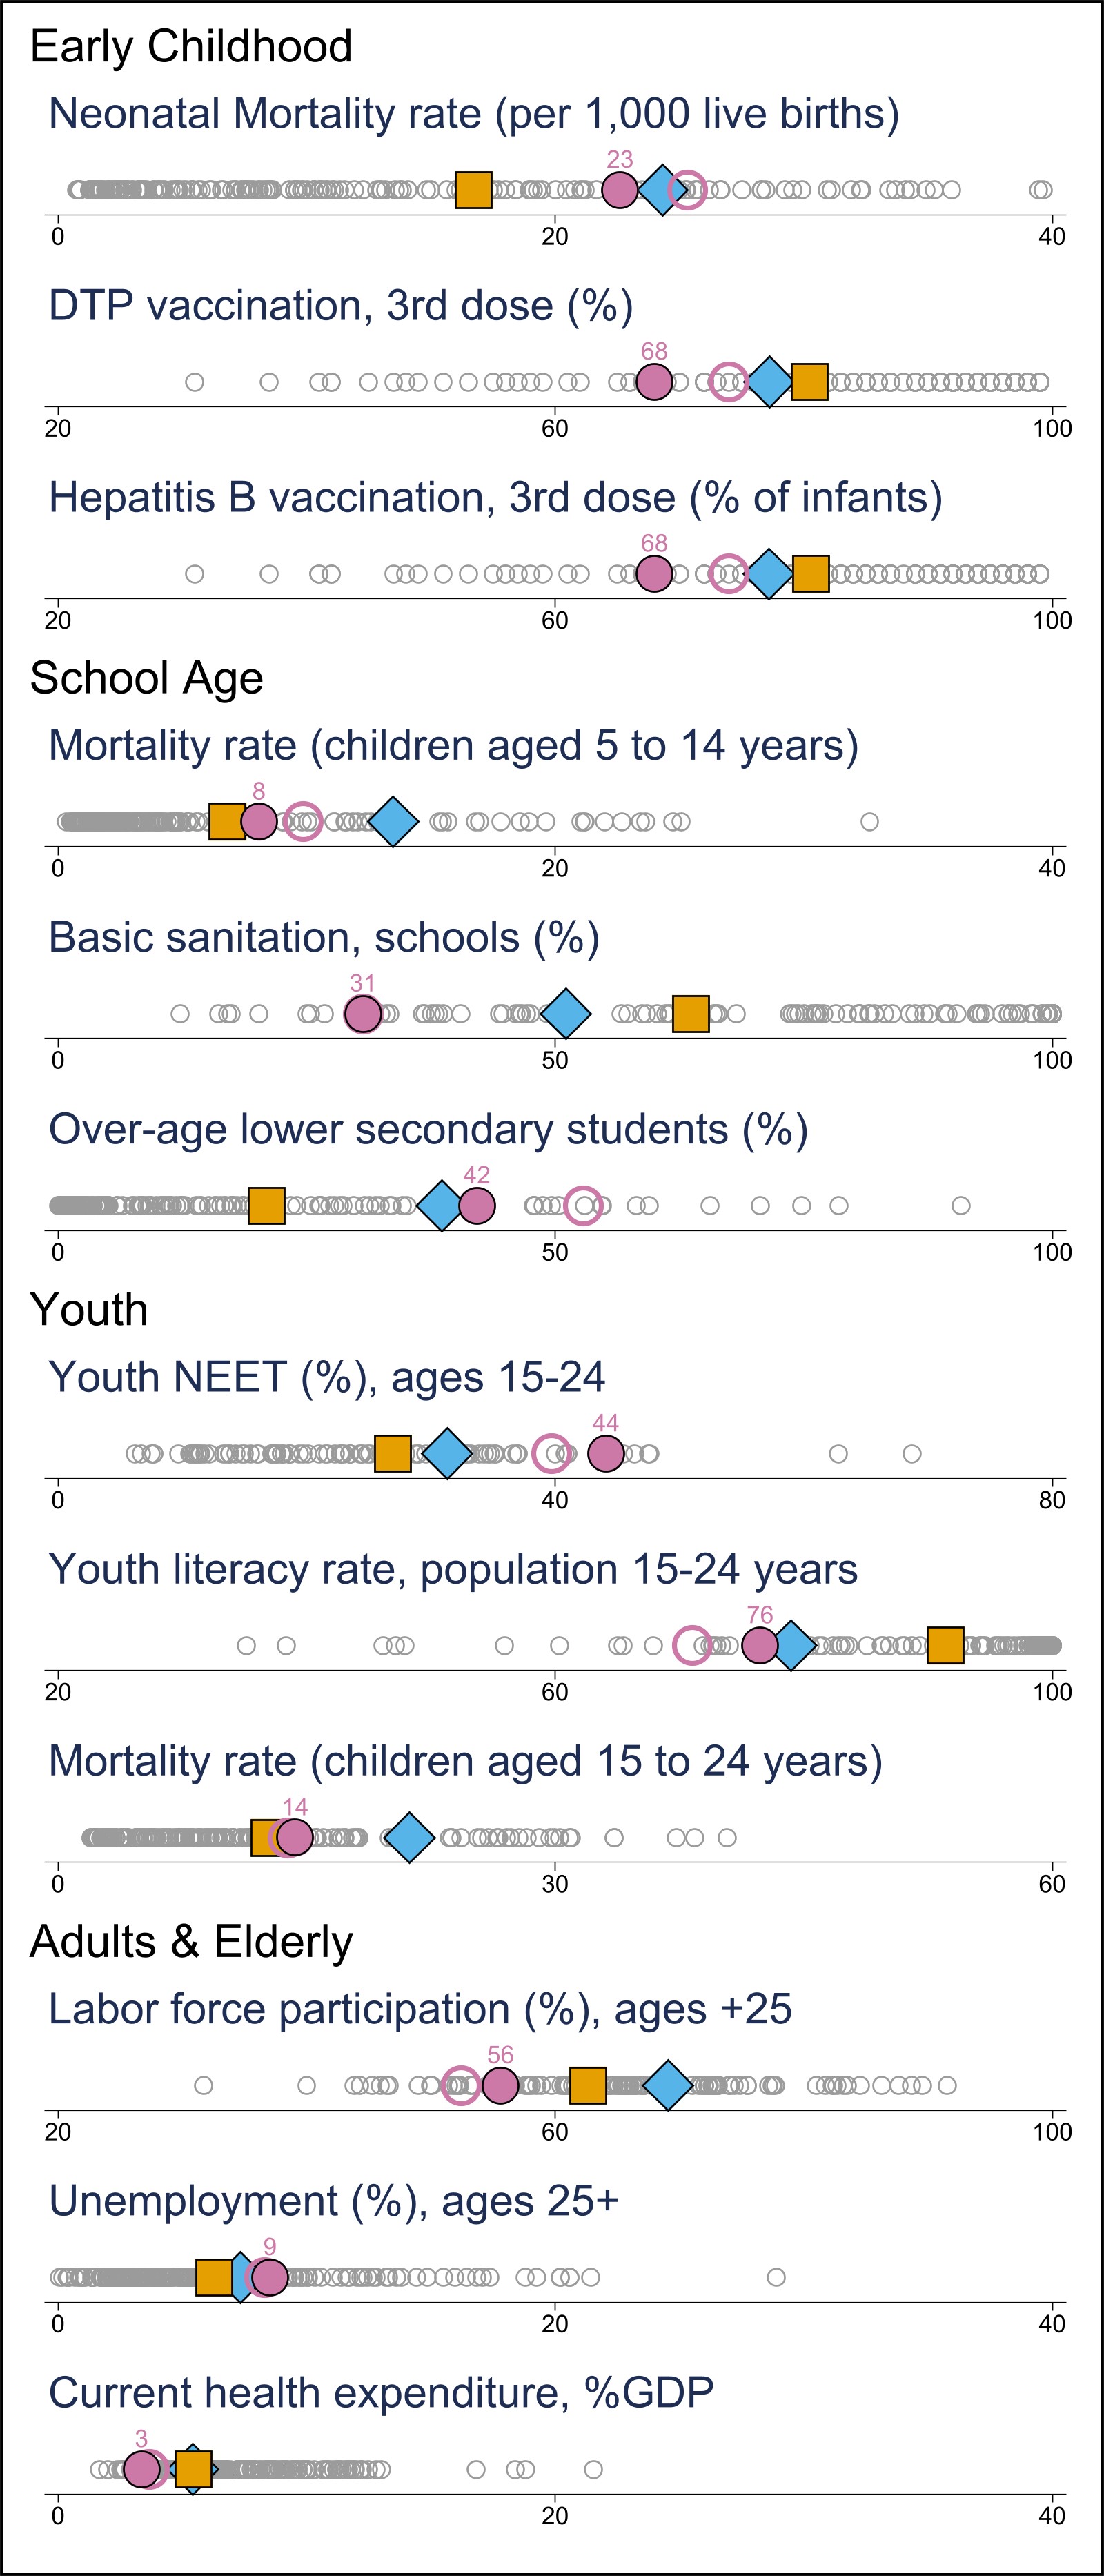 Early Childhood
Neonatal Mortality rate (per 1,000 live births)
23
0 20 40
DTP vaccination, 3rd dose (%)
68
20 60 100
Hepatitis B vaccination, 3rd dose (% of infants)
68
20 60 100
School Age
Mortality rate (children aged 5 to 14 years)
8
0 20 40
Basic sanitation, schools (%)
31
0 50 100
Over-age lower secondary students (%)
42
0 50 100
Youth
Youth NEET (%), ages 15-24
44
0 40 80
Youth literacy rate, population 15-24 years
76
20 60 100
Mortality rate (children aged 15 to 24 years)
14
0 30 60
Adults & Elderly
Labor force participation (%), ages +25
56
20 60 100
Unemployment (%), ages 25+
9
0 20 40
Current health expenditure, %GDP
3
0 20 40